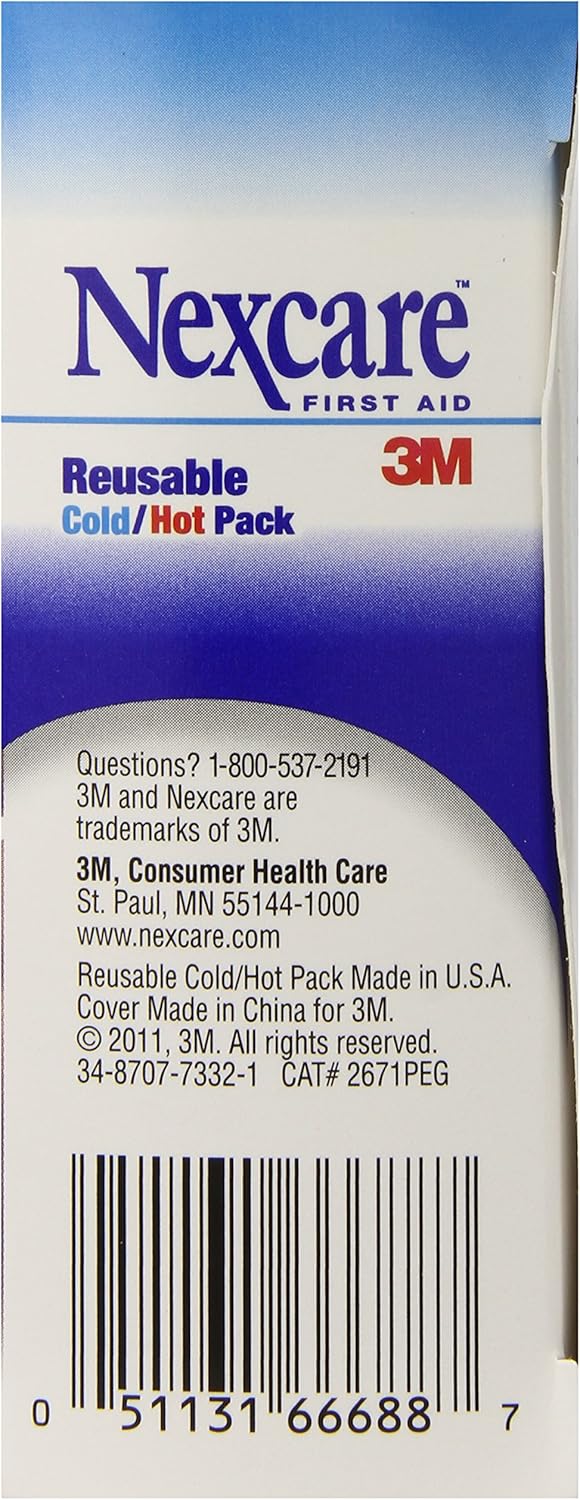 Nexcare™
FIRST AID
3M
Reusable
Cold/Hot Pack
Questions? 1-800-537-2191
3M and Nexcare are
trademarks of 3M.
3M, Consumer Health Care
St. Paul, MN 55144-1000
www.nexcare.com
Reusable Cold/Hot Pack Made in U.S.A.
Cover Made in China for 3M.
© 2011, 3M. All rights reserved.
34-8707-7332-1 CAT# 2671PEG
0 51131 66688 7